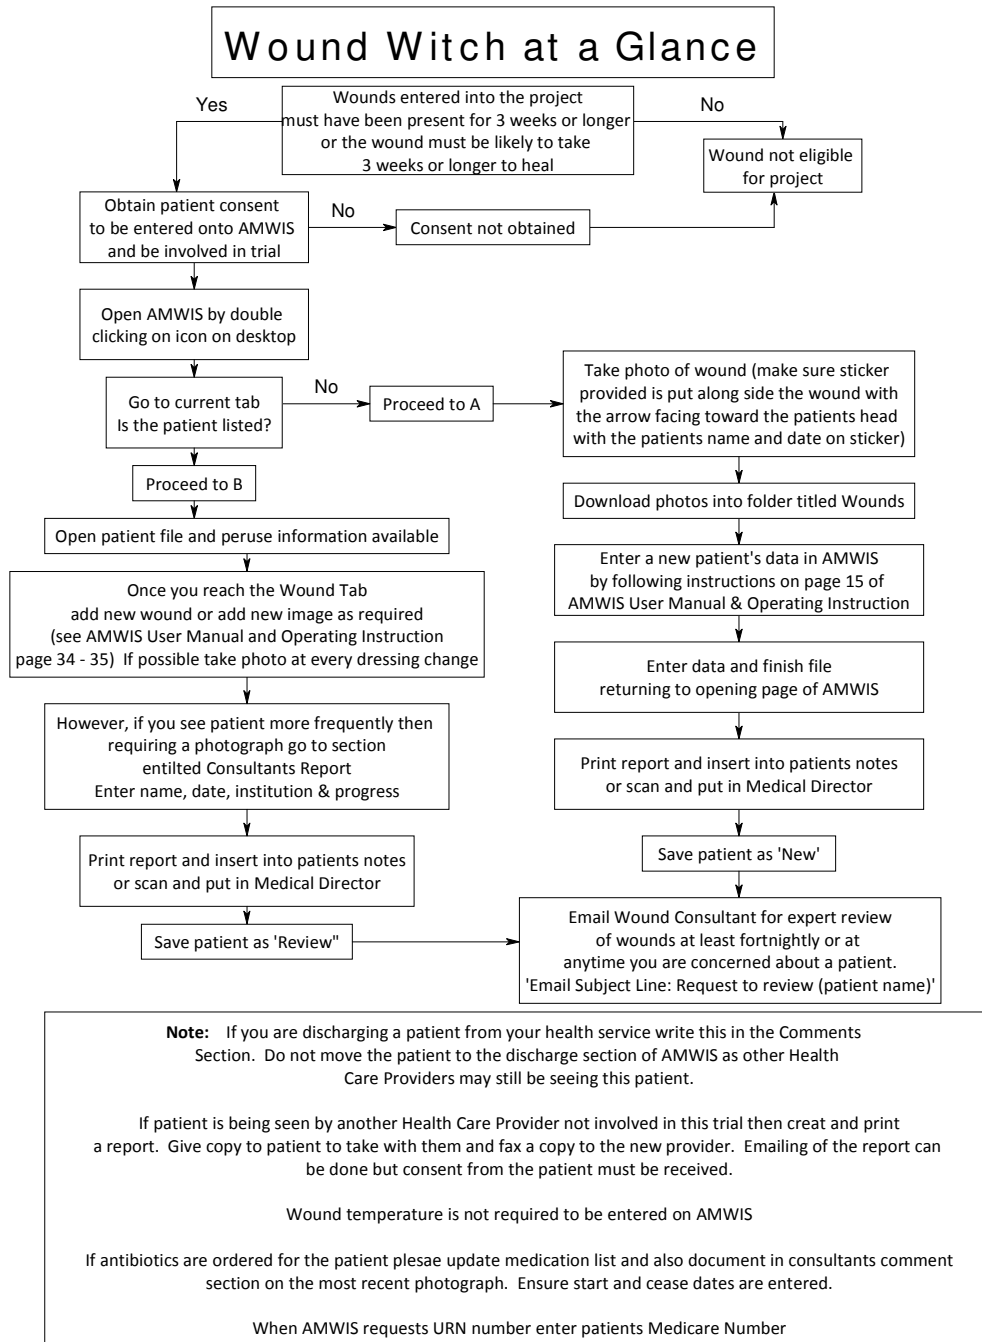 Wound Witch at a Glance
Yes
Wounds entered into the project
must have been present for 3 weeks or longer
or the wound must be likely to take
3 weeks or longer to heal
No
Wound not eligible
for project
Obtain patient consent
to be entered onto AMWIS
and be involved in trial
No
Consent not obtained
Open AMWIS by double
clicking on icon on desktop
Go to current tab
Is the patient listed?
No
Proceed to A
Take photo of wound (make sure sticker
provided is put along side the wound with
the arrow facing toward the patients head
with the patients name and date on sticker)
Proceed to B
Download photos into folder titled Wounds
Open patient file and peruse information available
Enter a new patient's data in AMWIS
by following instructions on page 15 of
AMWIS User Manual & Operating Instruction
Once you reach the Wound Tab
add new wound or add new image as required
(see AMWIS User Manual and Operating Instruction
page 34 - 35)  If possible take photo at every dressing change
Enter data and finish file
returning to opening page of AMWIS
However, if you see patient more frequently then
requiring a photograph go to section
entilted Consultants Report
Enter name, date, institution & progress
Print report and insert into patients notes
or scan and put in Medical Director
Print report and insert into patients notes
or scan and put in Medical Director
Save patient as 'New'
Save patient as 'Review"
Email Wound Consultant for expert review
of wounds at least fortnightly or at
anytime you are concerned about a patient.
'Email Subject Line: Request to review (patient name)'
Note:  If you are discharging a patient from your health service write this in the Comments
Section.  Do not move the patient to the discharge section of AMWIS as other Health
Care Providers may still be seeing this patient.
If patient is being seen by another Health Care Provider not involved in this trial then creat and print
a report.  Give copy to patient to take with them and fax a copy to the new provider.  Emailing of the report can
be done but consent from the patient must be received.
Wound temperature is not required to be entered on AMWIS
If antibiotics are ordered for the patient plesae update medication list and also document in consultants comment
section on the most recent photograph.  Ensure start and cease dates are entered.
When AMWIS requests URN number enter patients Medicare Number